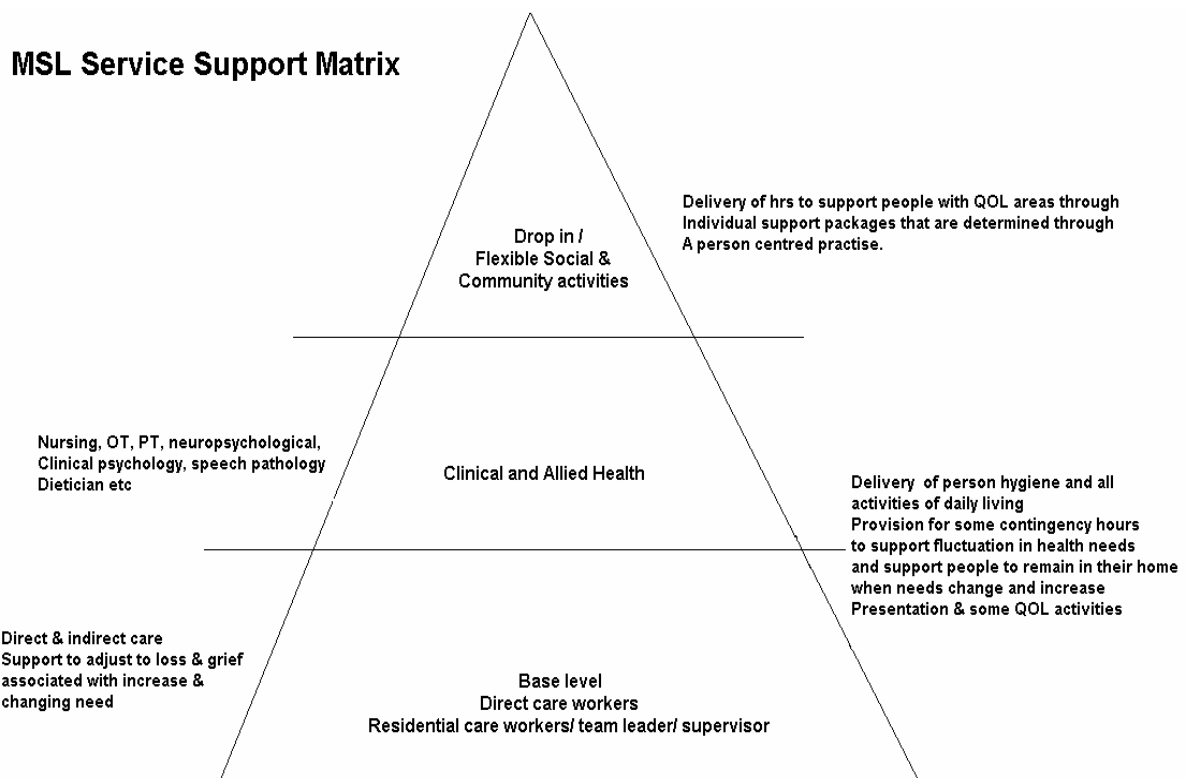 MSL Service Support Matrix
Delivery of hrs to support people with QOL areas through
Individual support packages that are determined through
A person centred practise.
Drop in /
Flexible Social &
Community activities
Nursing, OT, PT, neuropsychological,
Clinical psychology, speech pathology
Dietician etc
Clinical and Allied Health
Delivery of person hygiene and all
activities of daily living
Provision for some contingency hours
to support fluctuation in health needs
and support people to remain in their home
when needs change and increase
Presentation & some QOL activities
Direct & indirect care
Support to adjust to loss & grief
associated with increase &
changing need
Base level
Direct care workers
Residential care workers/ team leader/ supervisor